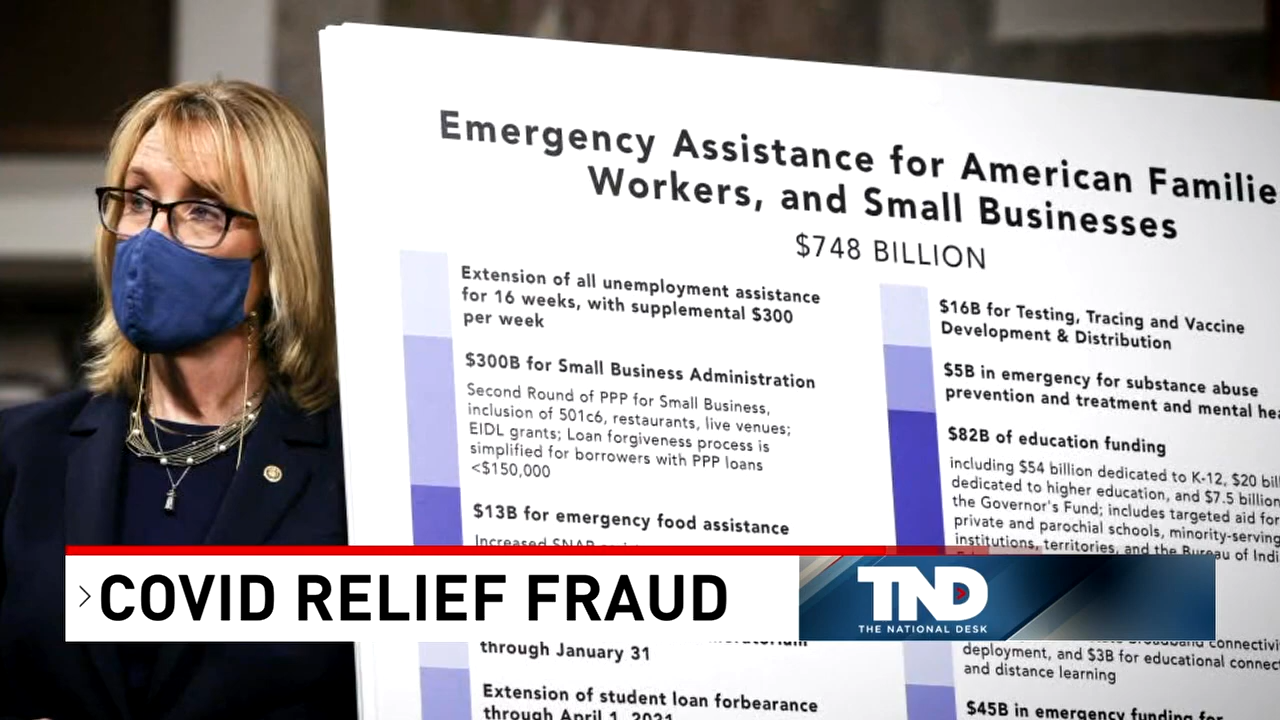 Emergency Assistance for American Familie
Workers, and Small Businesses
$748 BILLION
Extension of all unemployment assistance
for 16 weeks, with supplemental $300
per week
$300B for Small Business Administration
Second Round of PPP for Small Business,
inclusion of 501c6, restaurants, live venues;
EIDL grants; Loan forgiveness process is
simplified for borrowers with PPP loans
<$150,000
$13B for emergency food assistance
Increased SNAP
through January 31
Extension of student loan forbearance
through April 1, 2021
$16B for Testing, Tracing and Vaccine
Development & Distribution
$5B in emergency for substance abuse
prevention and treatment and mental hea
$82B of education funding
including $54 billion dedicated to K-12, $20 bil
dedicated to higher education, and $7.5 billion
the Governor's Fund; includes targeted aid for
private and parochial schools, minority-serving
institutions, territories, and the Bureau of Indi
Broadband connectivi
deployment, and $3B for educational connect
and distance learning
$45B in emergency funding for
COVID RELIEF FRAUD
TND
THE NATIONAL DESK